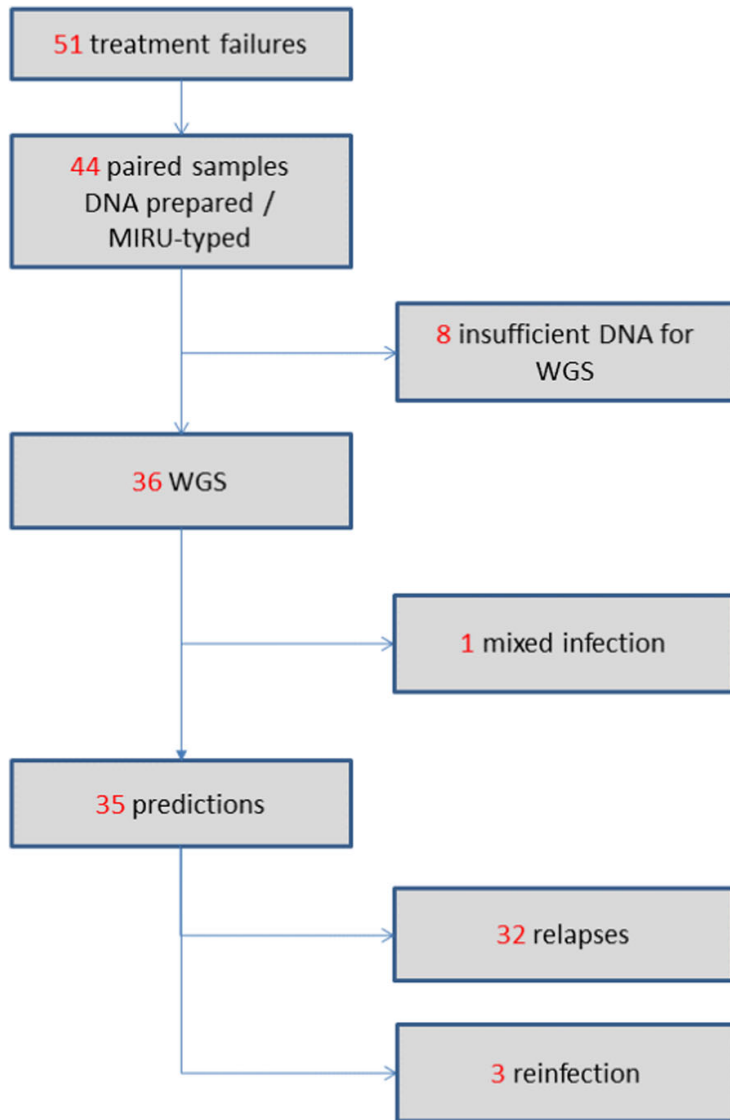 51 treatment failures
44 paired samples
DNA prepared /
MIRU-typed
8 insufficient DNA for
WGS
36 WGS
1 mixed infection
35 predictions
32 relapses
3 reinfection